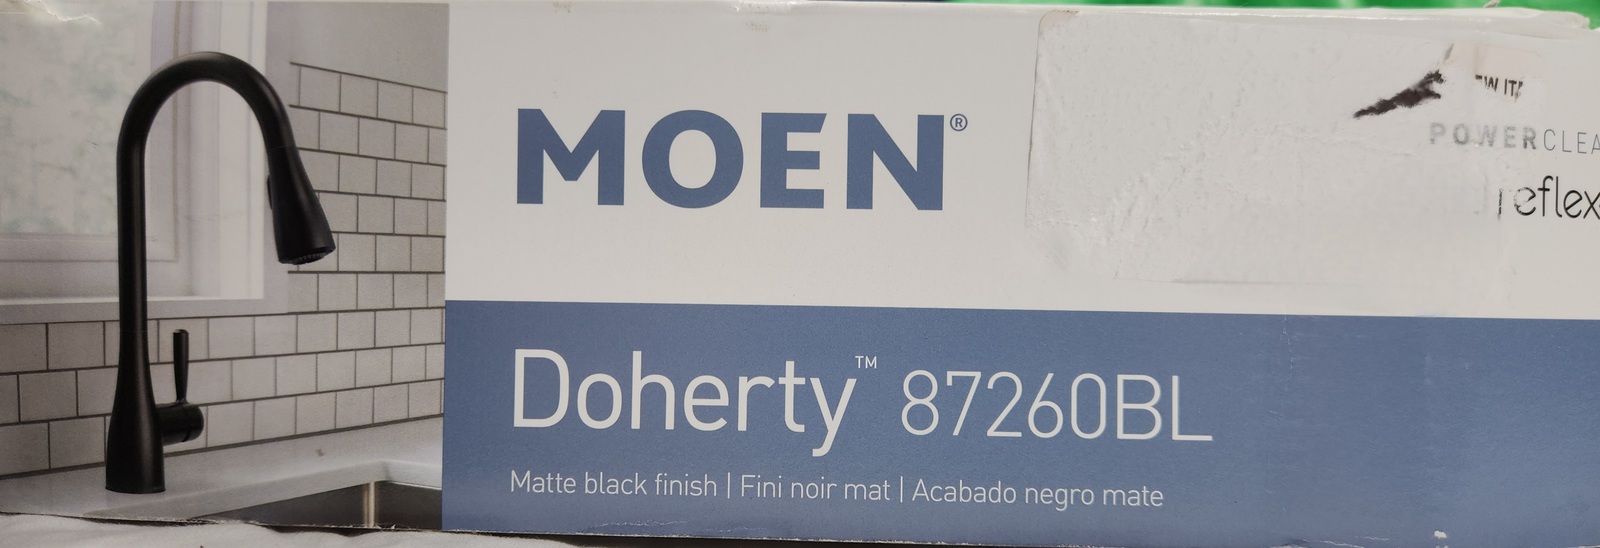 MOEN®
POWERCLEA
reflex
Doherty™ 87260BL
Matte black finish | Fini noir mat | Acabado negro mate